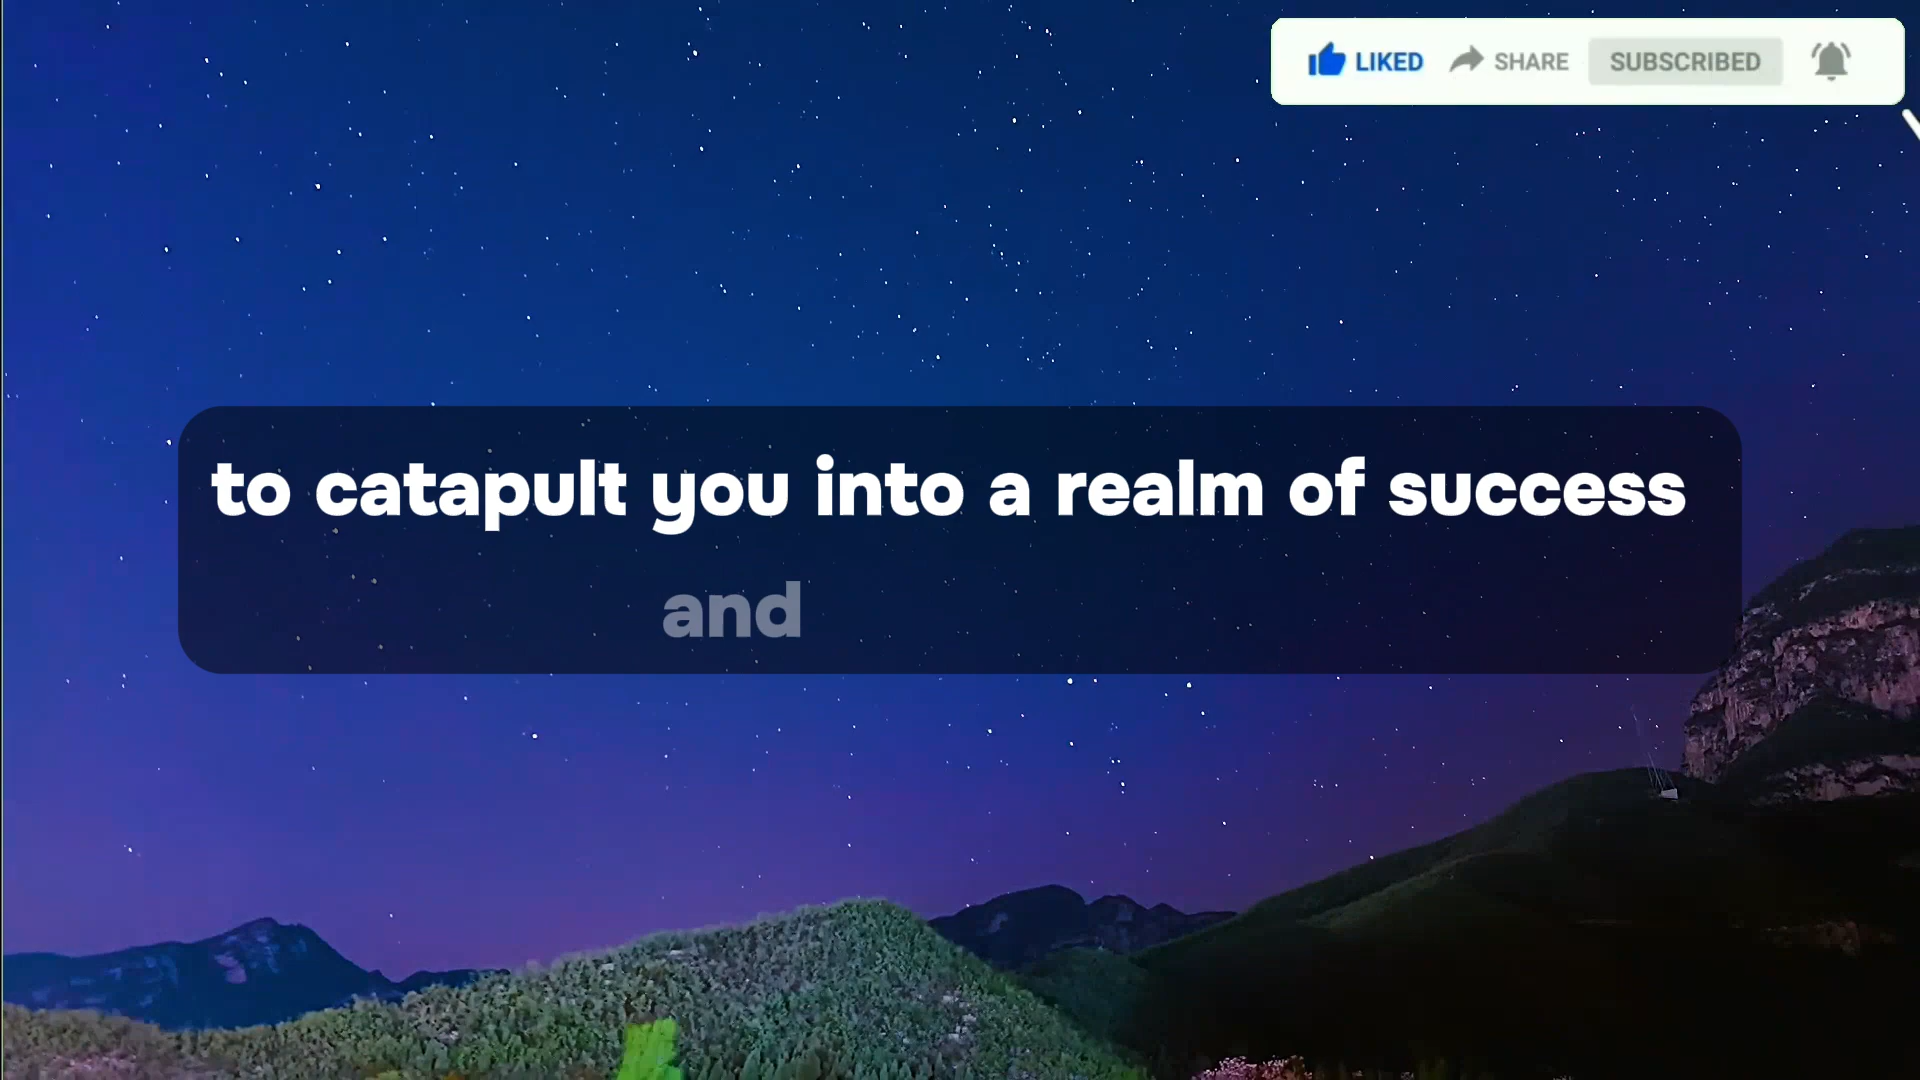 LIKED SHARE SUBSCRIBED
to catapult you into a realm of success
and